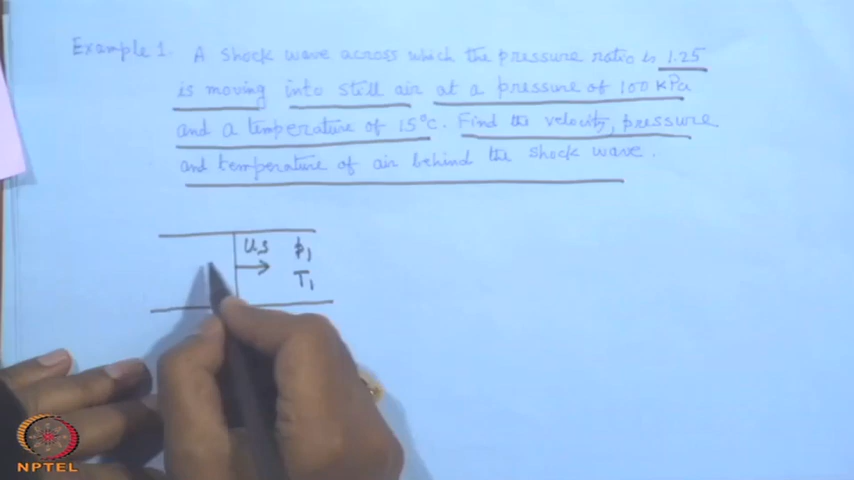 Example 1. A shock wave across which the pressure ratio is 1.25
is moving into still air at a pressure of 100 KPa
and a temperature of 15°C. Find the velocity, pressure
and temperature of air behind the shock wave.
Us p1
T1
NPTEL